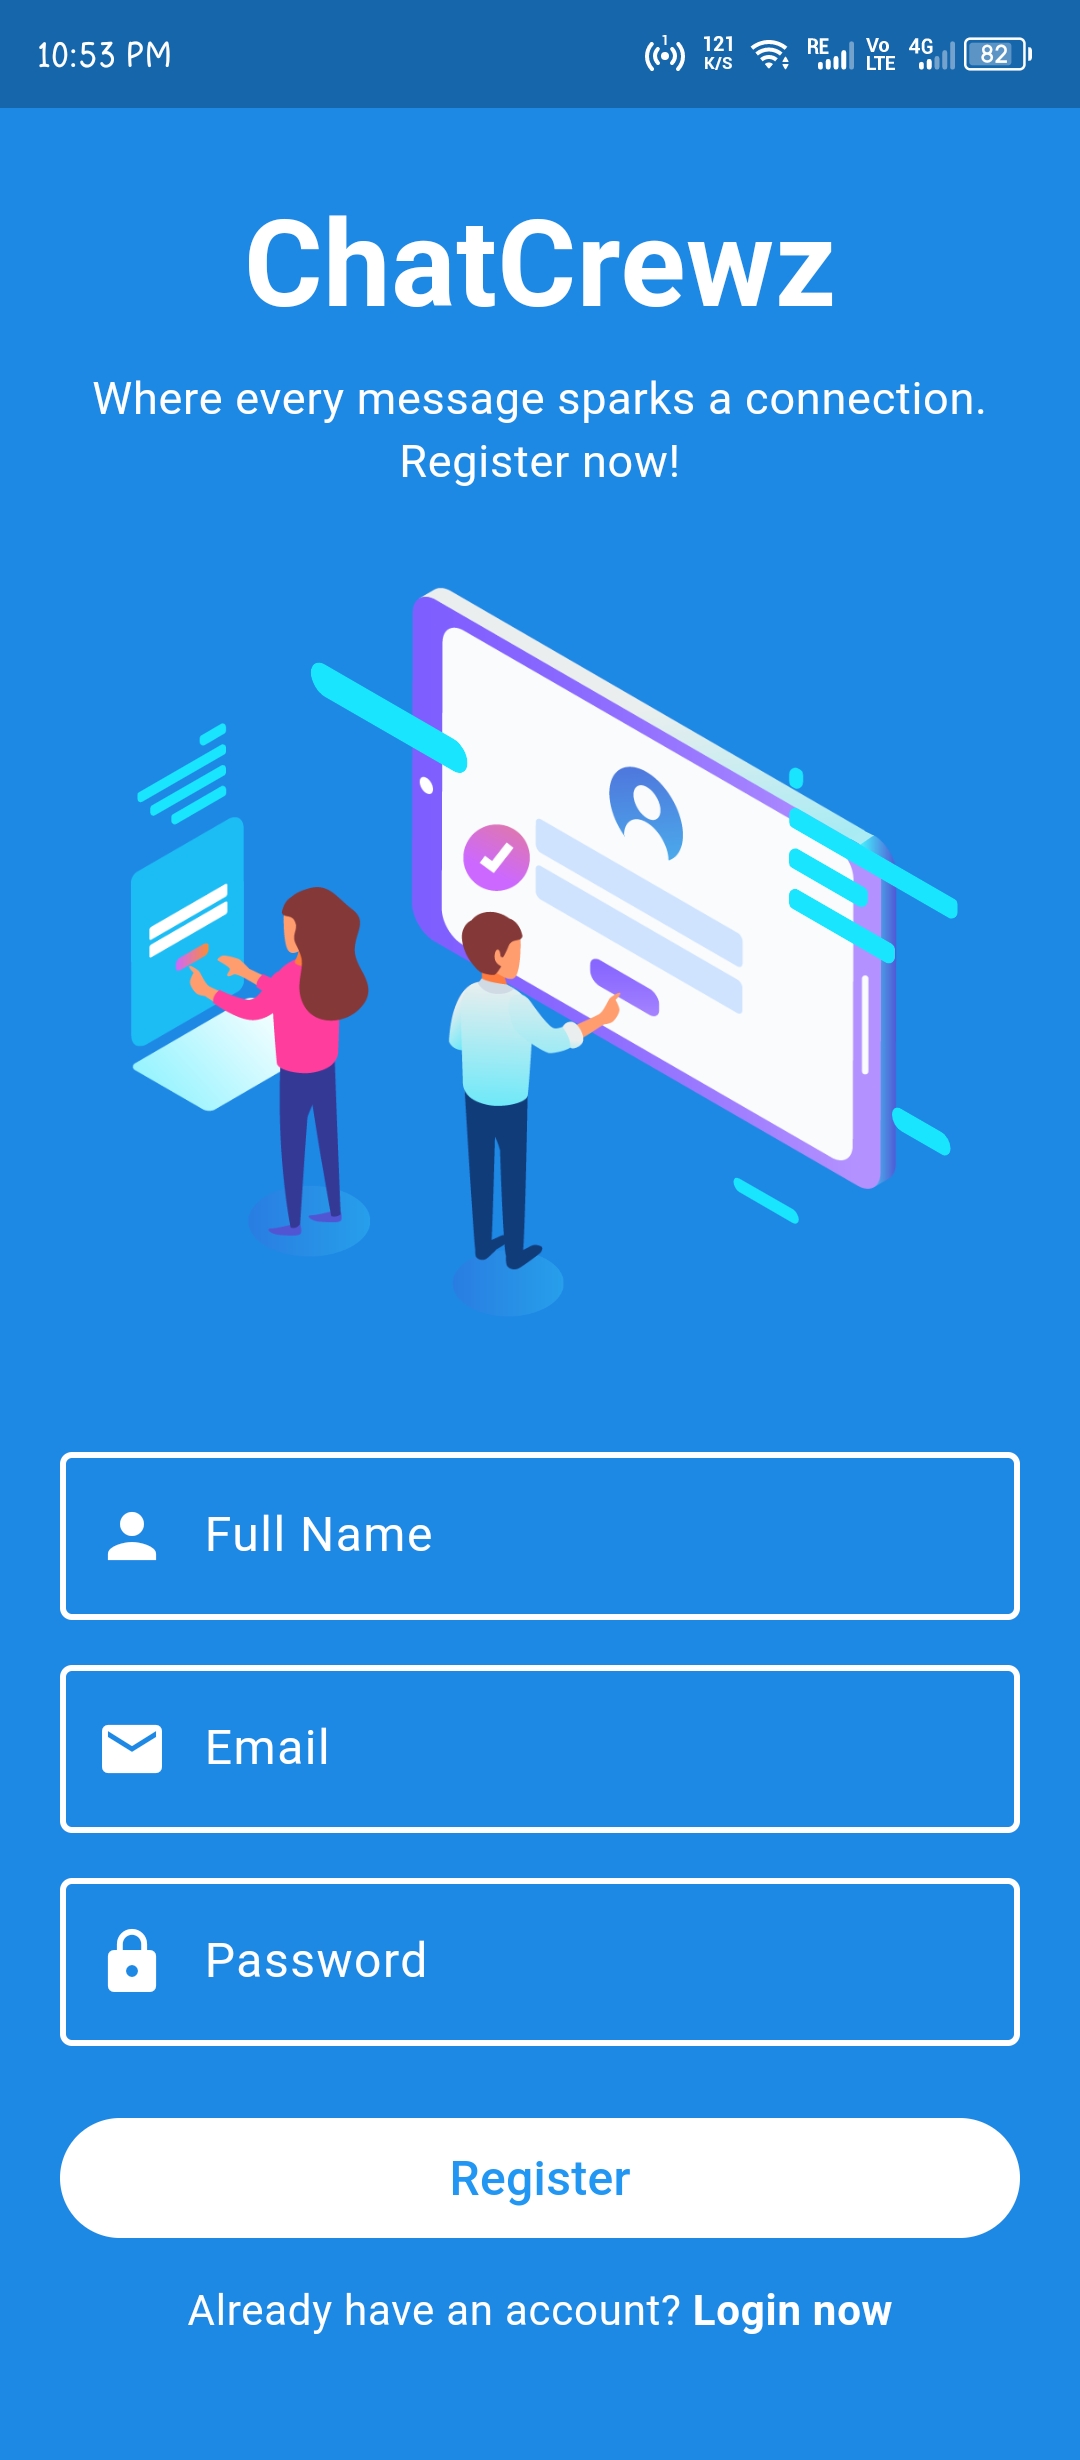 10:53 PM 1 121 K/S RE Vo LTE 4G 82
ChatCrewz
Where every message sparks a connection.
Register now!
Full Name
Email
Password
Register
Already have an account? Login now